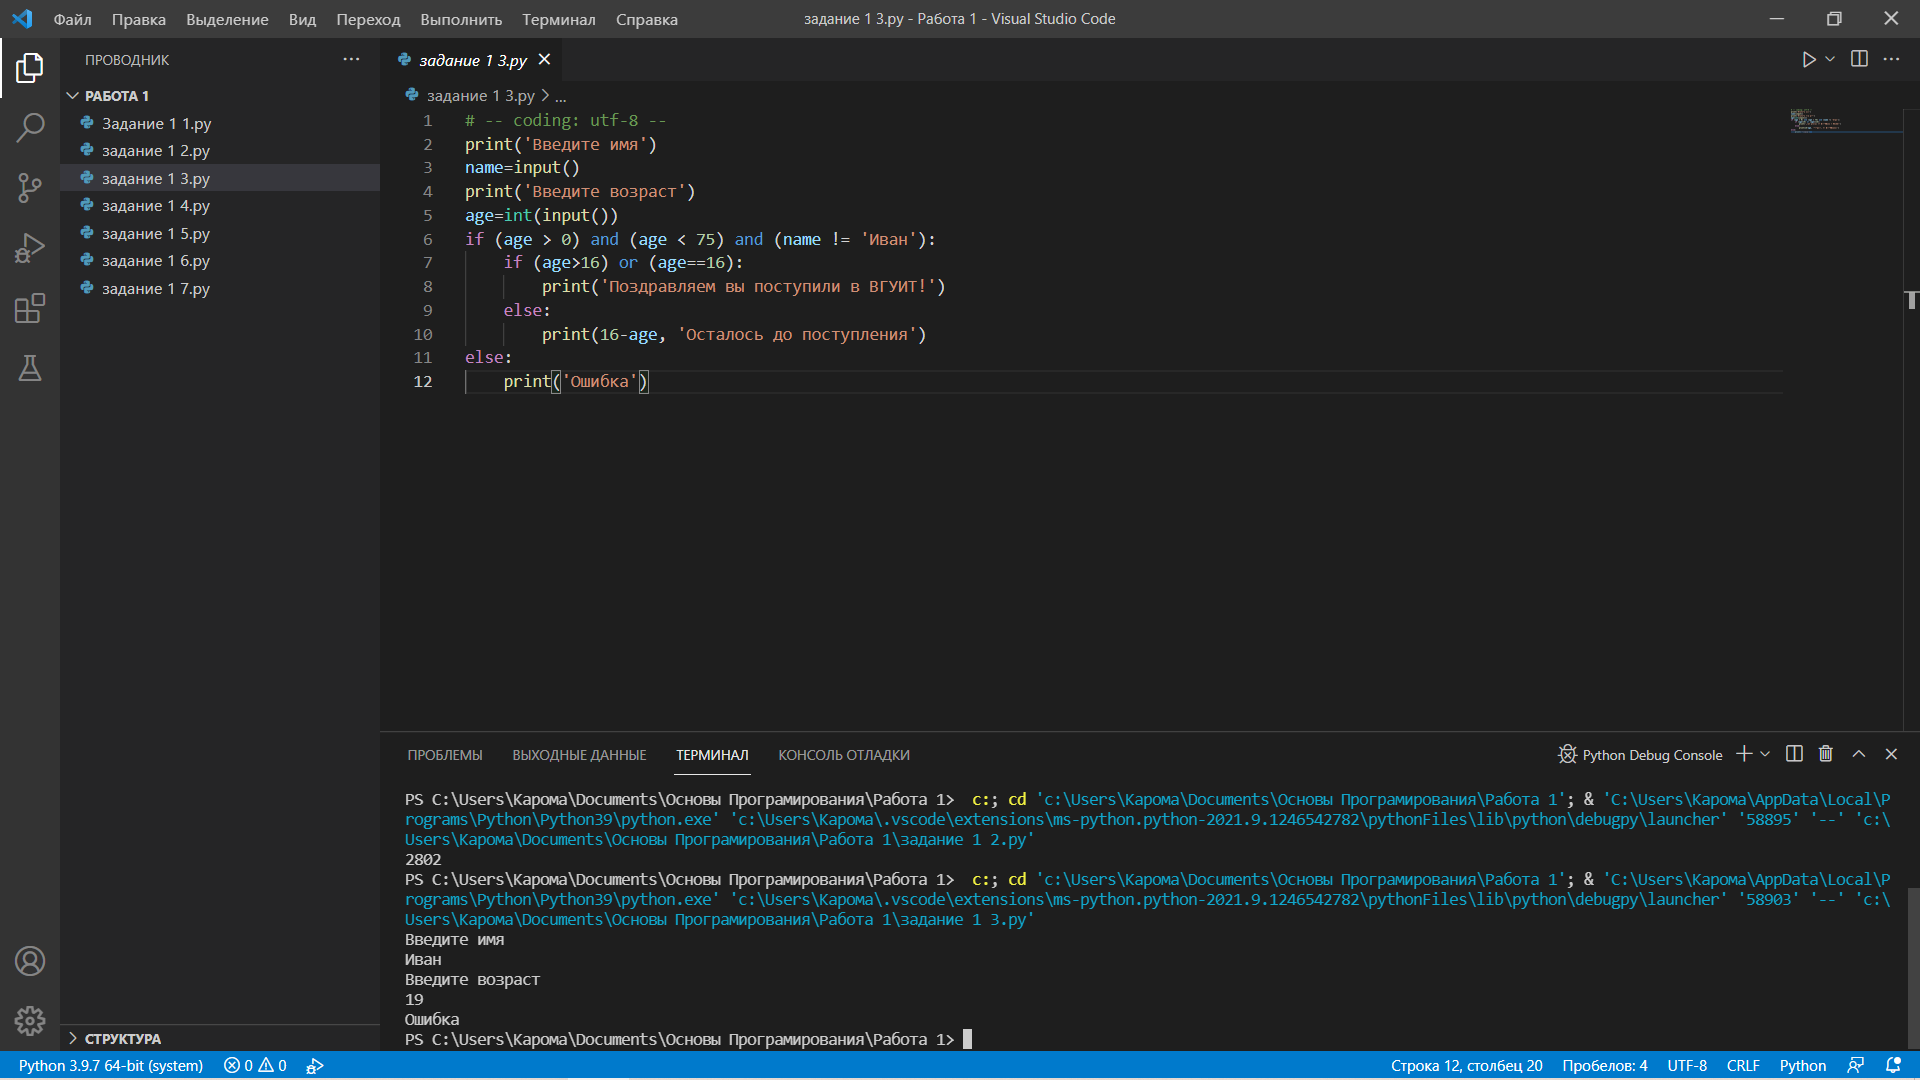 Файл Правка Выделение Вид Переход Выполнить Терминал Справка
задание 1 3.py - Работа 1 - Visual Studio Code
ПРОВОДНИК
РАБОТА 1
Задание 1 1.py
задание 1 2.py
задание 1 3.py
задание 1 4.py
задание 1 5.py
задание 1 6.py
задание 1 7.py
СТРУКТУРА
задание 1 3.py
задание 1 3.py > ...
1 # -- coding: utf-8 --
2 print('Введите имя')
3 name=input()
4 print('Введите возраст')
5 age=int(input())
6 if (age > 0) and (age < 75) and (name != 'Иван'):
7 if (age>16) or (age==16):
8 print('Поздравляем вы поступили в ВГУИТ!')
9 else:
10 print(16-age, 'Осталось до поступления')
11 else:
12 print('Ошибка')
ПРОБЛЕМЫ ВЫХОДНЫЕ ДАННЫЕ ТЕРМИНАЛ КОНСОЛЬ ОТЛАДКИ
Python Debug Console
PS C:\Users\Карома\Documents\Основы Програмирования\Работа 1>  c:; cd 'c:\Users\Карома\Documents\Основы Програмирования\Работа 1'; & 'C:\Users\Карома\AppData\Local\P
rograms\Python\Python39\python.exe' 'c:\Users\Карома\.vscode\extensions\ms-python.python-2021.9.1246542782\pythonFiles\lib\python\debugpy\launcher' '58895' '--' 'c:\
Users\Карома\Documents\Основы Програмирования\Работа 1\задание 1 2.py'
2802
PS C:\Users\Карома\Documents\Основы Програмирования\Работа 1>  c:; cd 'c:\Users\Карома\Documents\Основы Програмирования\Работа 1'; & 'C:\Users\Карома\AppData\Local\P
rograms\Python\Python39\python.exe' 'c:\Users\Карома\.vscode\extensions\ms-python.python-2021.9.1246542782\pythonFiles\lib\python\debugpy\launcher' '58903' '--' 'c:\
Users\Карома\Documents\Основы Програмирования\Работа 1\задание 1 3.py'
Введите имя
Иван
Введите возраст
19
Ошибка
PS C:\Users\Карома\Documents\Основы Програмирования\Работа 1>
Python 3.9.7 64-bit (system) 0 0
Строка 12, столбец 20 Пробелов: 4 UTF-8 CRLF Python